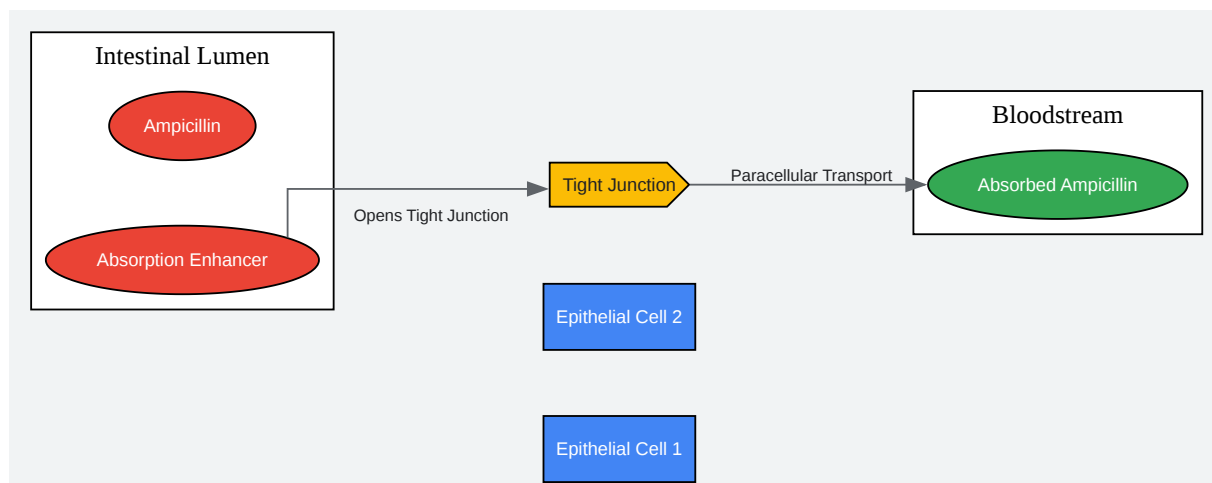 Intestinal Lumen
Ampicillin
Absorption Enhancer
Opens Tight Junction
Tight Junction
Paracellular Transport
Bloodstream
Absorbed Ampicillin
Epithelial Cell 2
Epithelial Cell 1